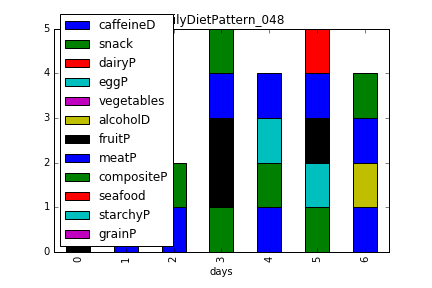 ilyDietPattern_048
caffeineD
snack
dairyP
eggP
vegetables
alcoholD
fruitP
meatP
compositeP
seafood
starchyP
grainP
5
4
3
2
1
0
0 1 2 3 4 5 6
days